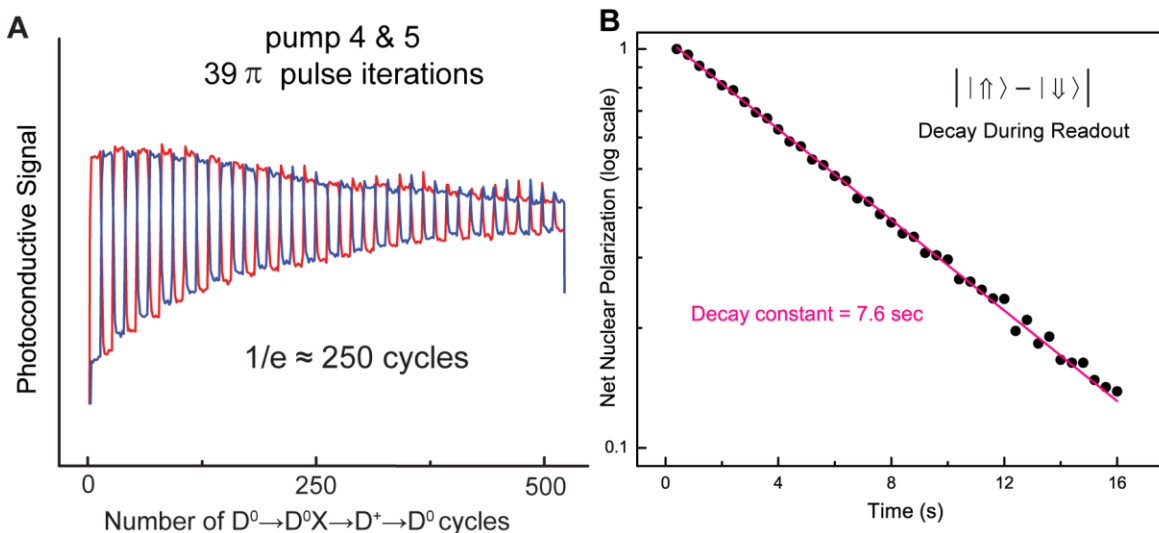 A
pump 4 & 5
39 π pulse iterations
Photoconductive Signal
1/e ≈ 250 cycles
0
250
500
Number of D⁰→D⁰X→D⁺→D⁰ cycles
B
1
0.1
Net Nuclear Polarization (log scale)
| |⇑⟩ − |⇓⟩ |
Decay During Readout
Decay constant = 7.6 sec
0
4
8
12
16
Time (s)